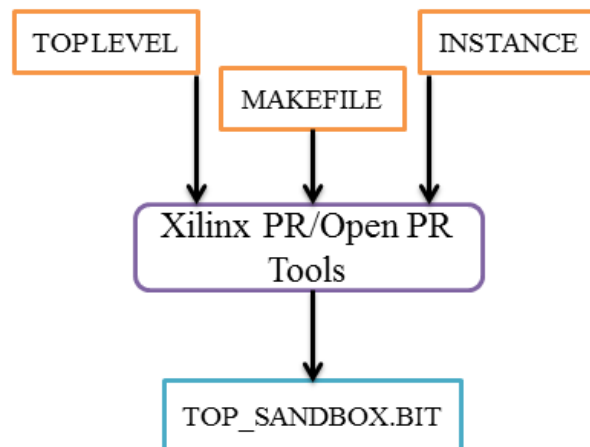 TOPLEVEL
INSTANCE
MAKEFILE
Xilinx PR/Open PR
Tools
TOP_SANDBOX.BIT